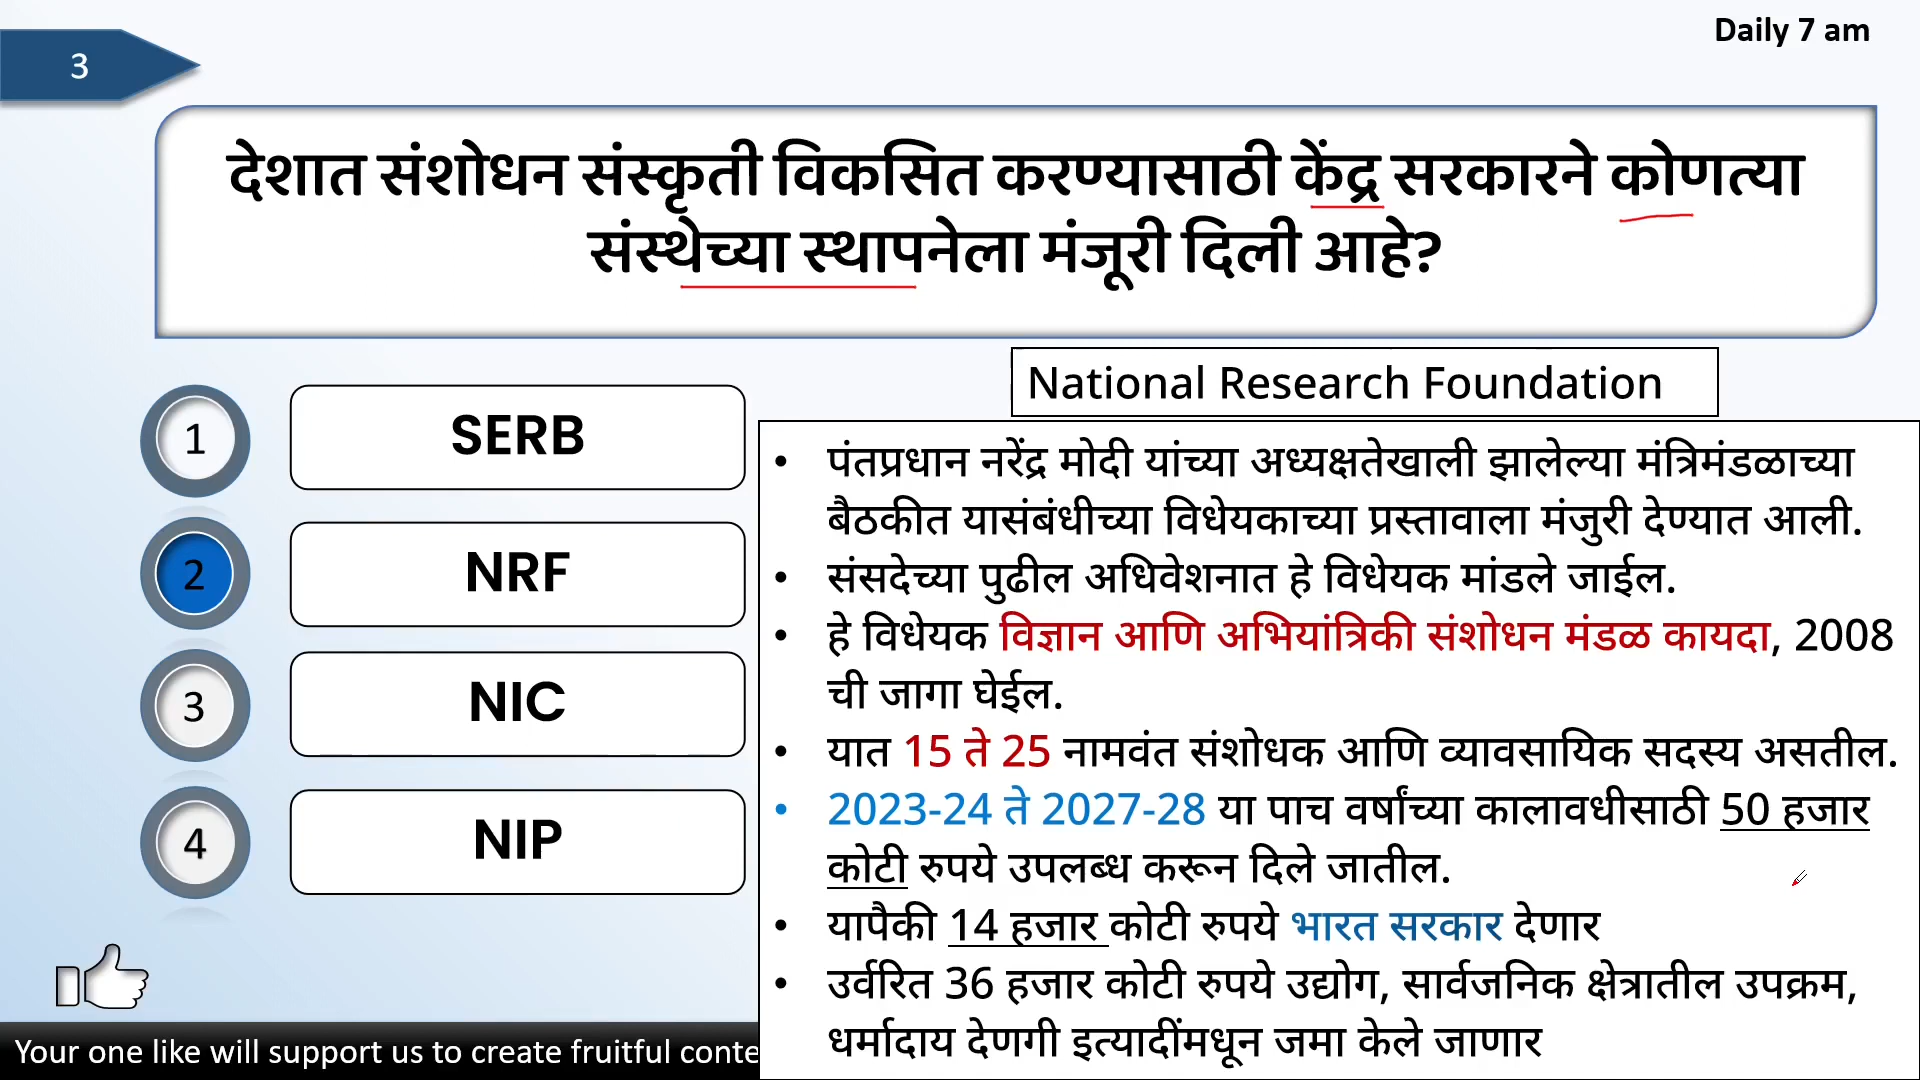 Daily 7 am
3
देशात संशोधन संस्कृती विकसित करण्यासाठी केंद्र सरकारने कोणत्या
संस्थेच्या स्थापनेला मंजूरी दिली आहे?
National Research Foundation
1
SERB
2
NRF
3
NIC
4
NIP
• पंतप्रधान नरेंद्र मोदी यांच्या अध्यक्षतेखाली झालेल्या मंत्रिमंडळाच्या
बैठकीत यासंबंधीच्या विधेयकाच्या प्रस्तावाला मंजुरी देण्यात आली.
• संसदेच्या पुढील अधिवेशनात हे विधेयक मांडले जाईल.
• हे विधेयक विज्ञान आणि अभियांत्रिकी संशोधन मंडळ कायदा, 2008
ची जागा घेईल.
• यात 15 ते 25 नामवंत संशोधक आणि व्यावसायिक सदस्य असतील.
• 2023-24 ते 2027-28 या पाच वर्षांच्या कालावधीसाठी 50 हजार
कोटी रुपये उपलब्ध करून दिले जातील.
• यापैकी 14 हजार कोटी रुपये भारत सरकार देणार
• उर्वरित 36 हजार कोटी रुपये उद्योग, सार्वजनिक क्षेत्रातील उपक्रम,
धर्मादाय देणगी इत्यादींमधून जमा केले जाणार
Your one like will support us to create fruitful conte